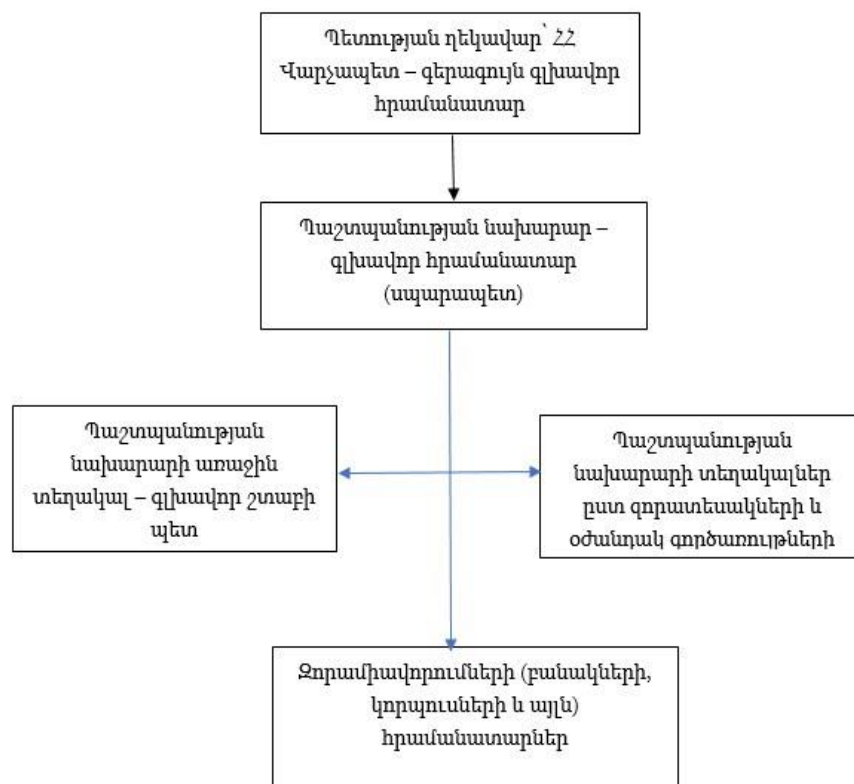 Պետության ղեկավար՝ ՀՀ
Վարչապետ – գերագույն գլխավոր
հրամանատար
Պաշտպանության նախարար –
գլխավոր հրամանատար
(սպարապետ)
Պաշտպանության
նախարարի առաջին
տեղակալ – գլխավոր շտաբի
պետ
Պաշտպանության
նախարարի տեղակալներ
ըստ զորատեսակների և
օժանդակ գործառույթների
Զորամիավորումների (բանակների,
կորպուսների և այլն)
հրամանատարներ